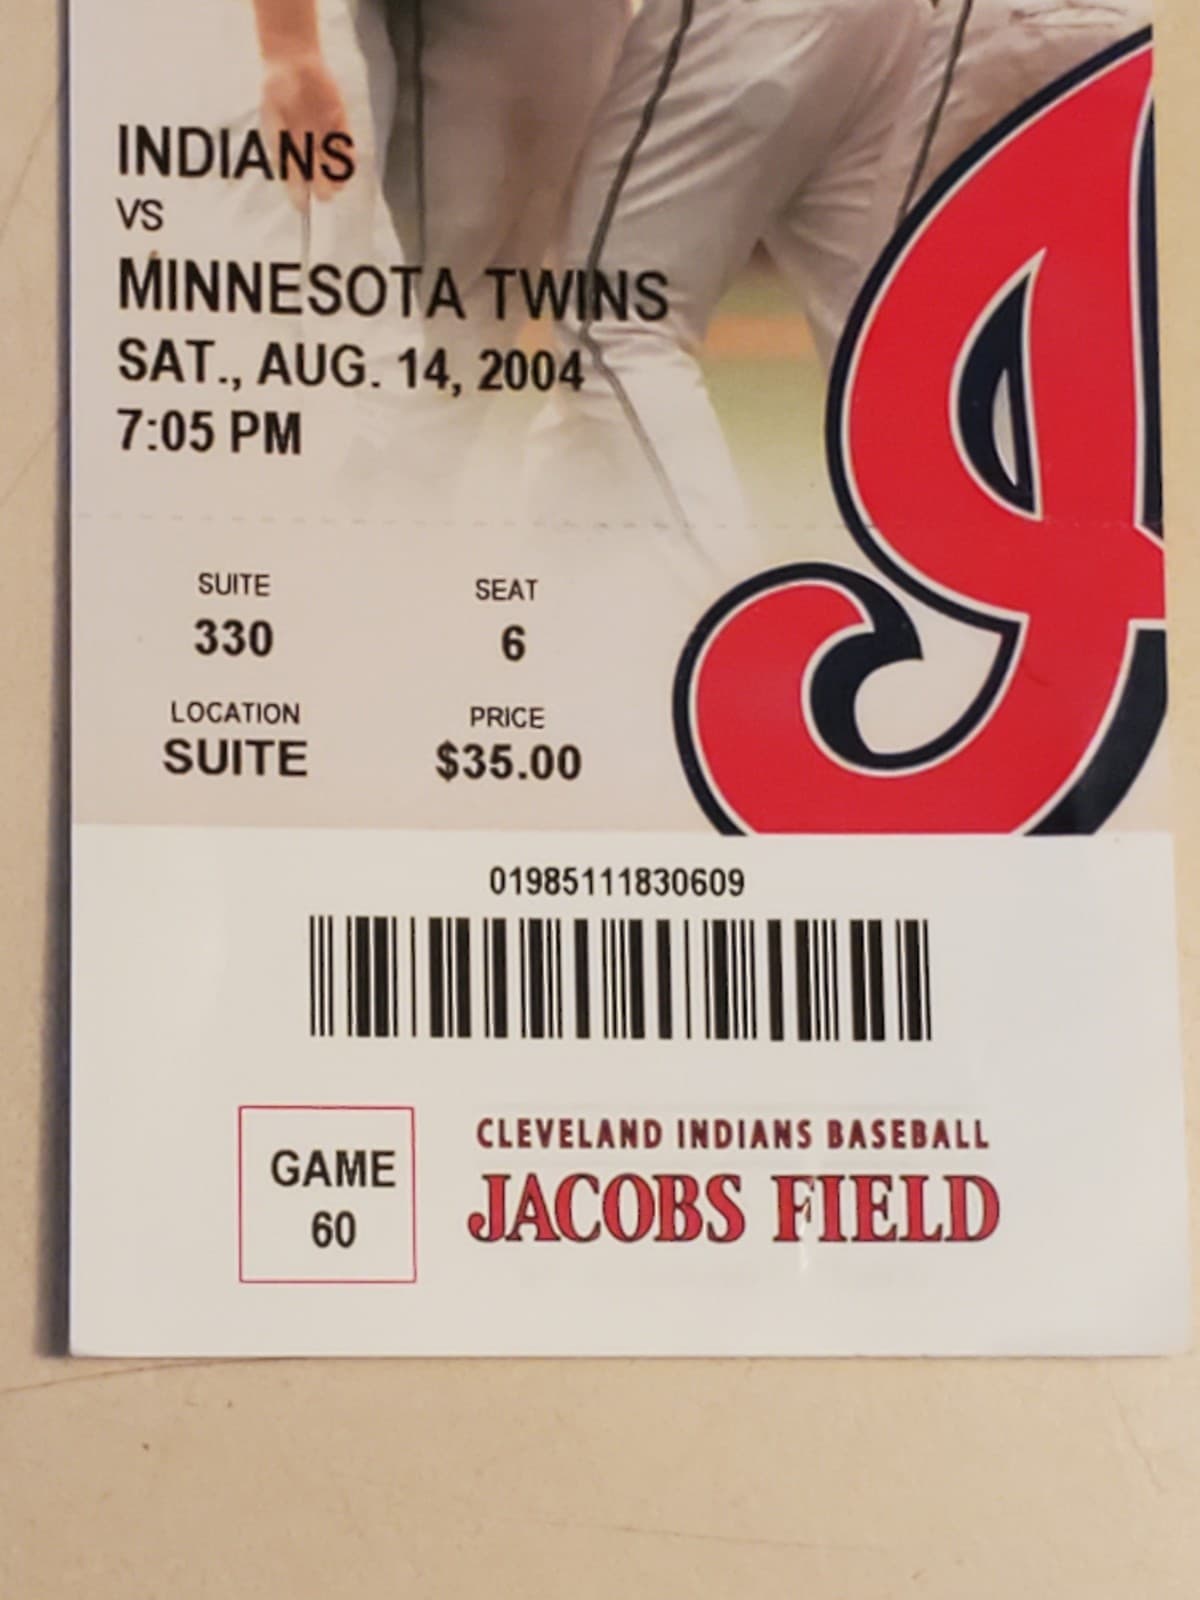 INDIANS
VS
MINNESOTA TWINS
SAT., AUG. 14, 2004
7:05 PM
SUITE SEAT
330 6
LOCATION PRICE
SUITE $35.00
01985111830609
GAME
60
CLEVELAND INDIANS BASEBALL
JACOBS FIELD